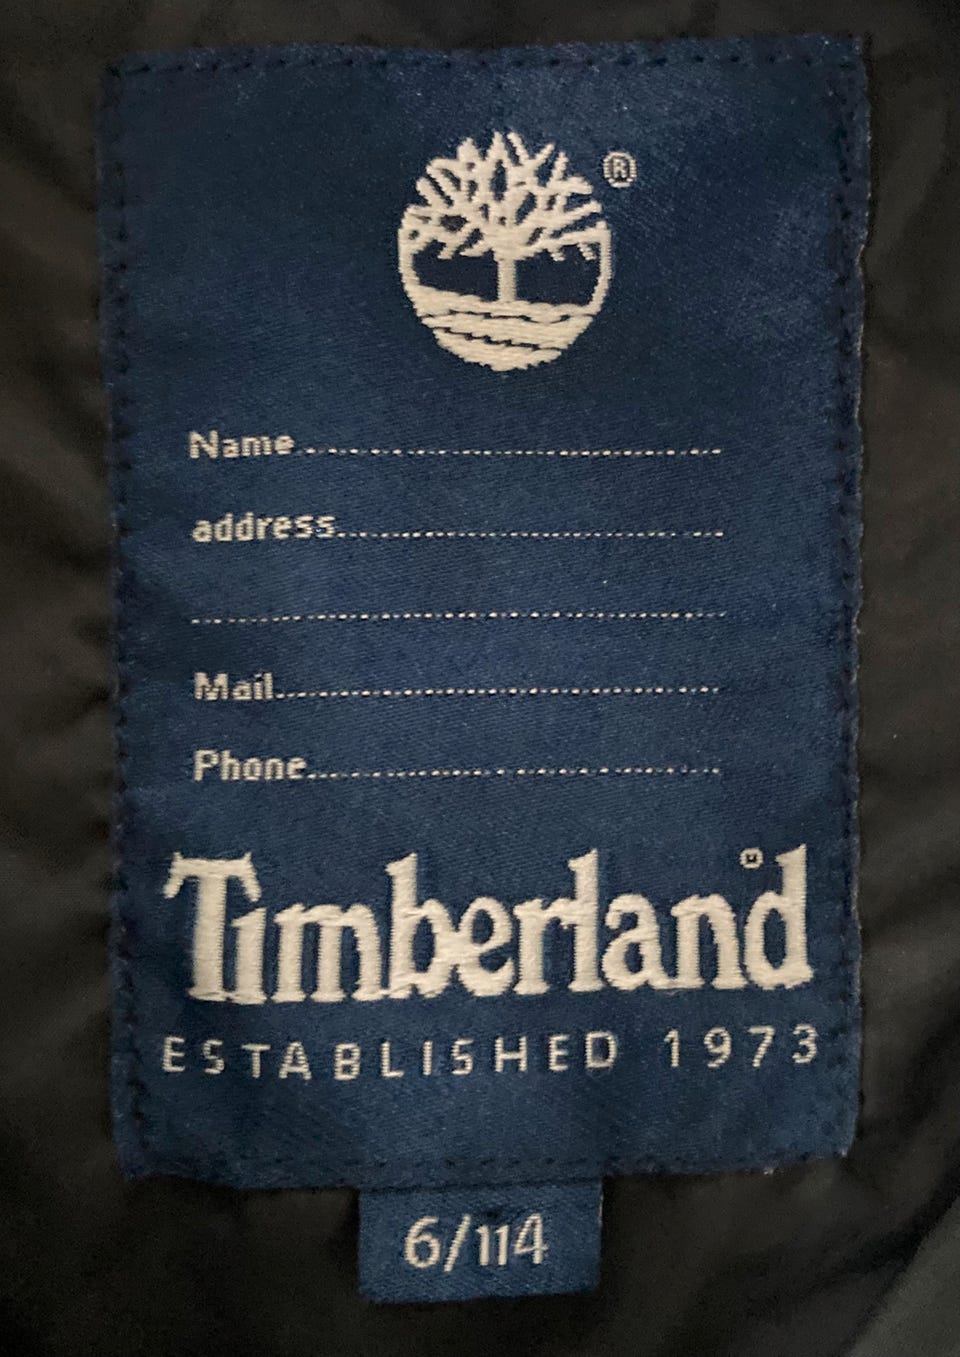 ®
Name
address
Mail
Phone
Timberland®
ESTABLISHED 1973
6/114